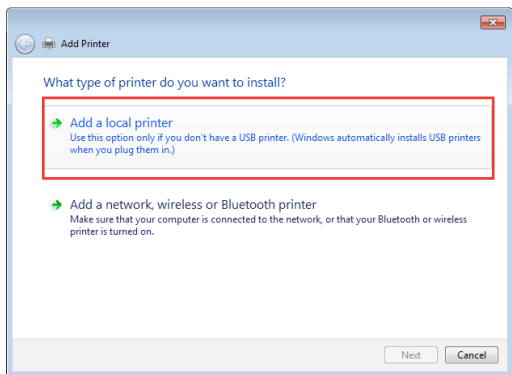 Add Printer
What type of printer do you want to install?
Add a local printer
Use this option only if you don't have a USB printer. (Windows automatically installs USB printers
when you plug them in.)
Add a network, wireless or Bluetooth printer
Make sure that your computer is connected to the network, or that your Bluetooth or wireless
printer is turned on.
Next Cancel